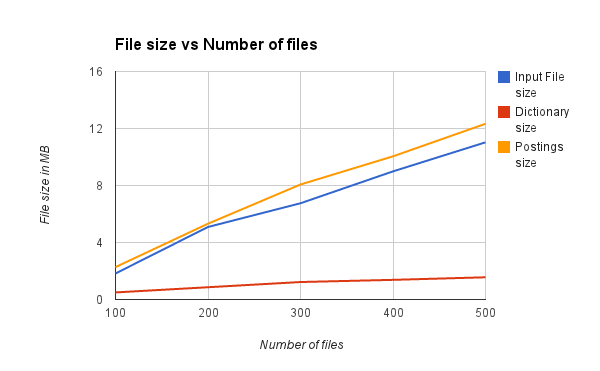 File size vs Number of files
16
12
8
4
0
File size in MB
100 200 300 400 500
Number of files
Input File
size
Dictionary
size
Postings
size